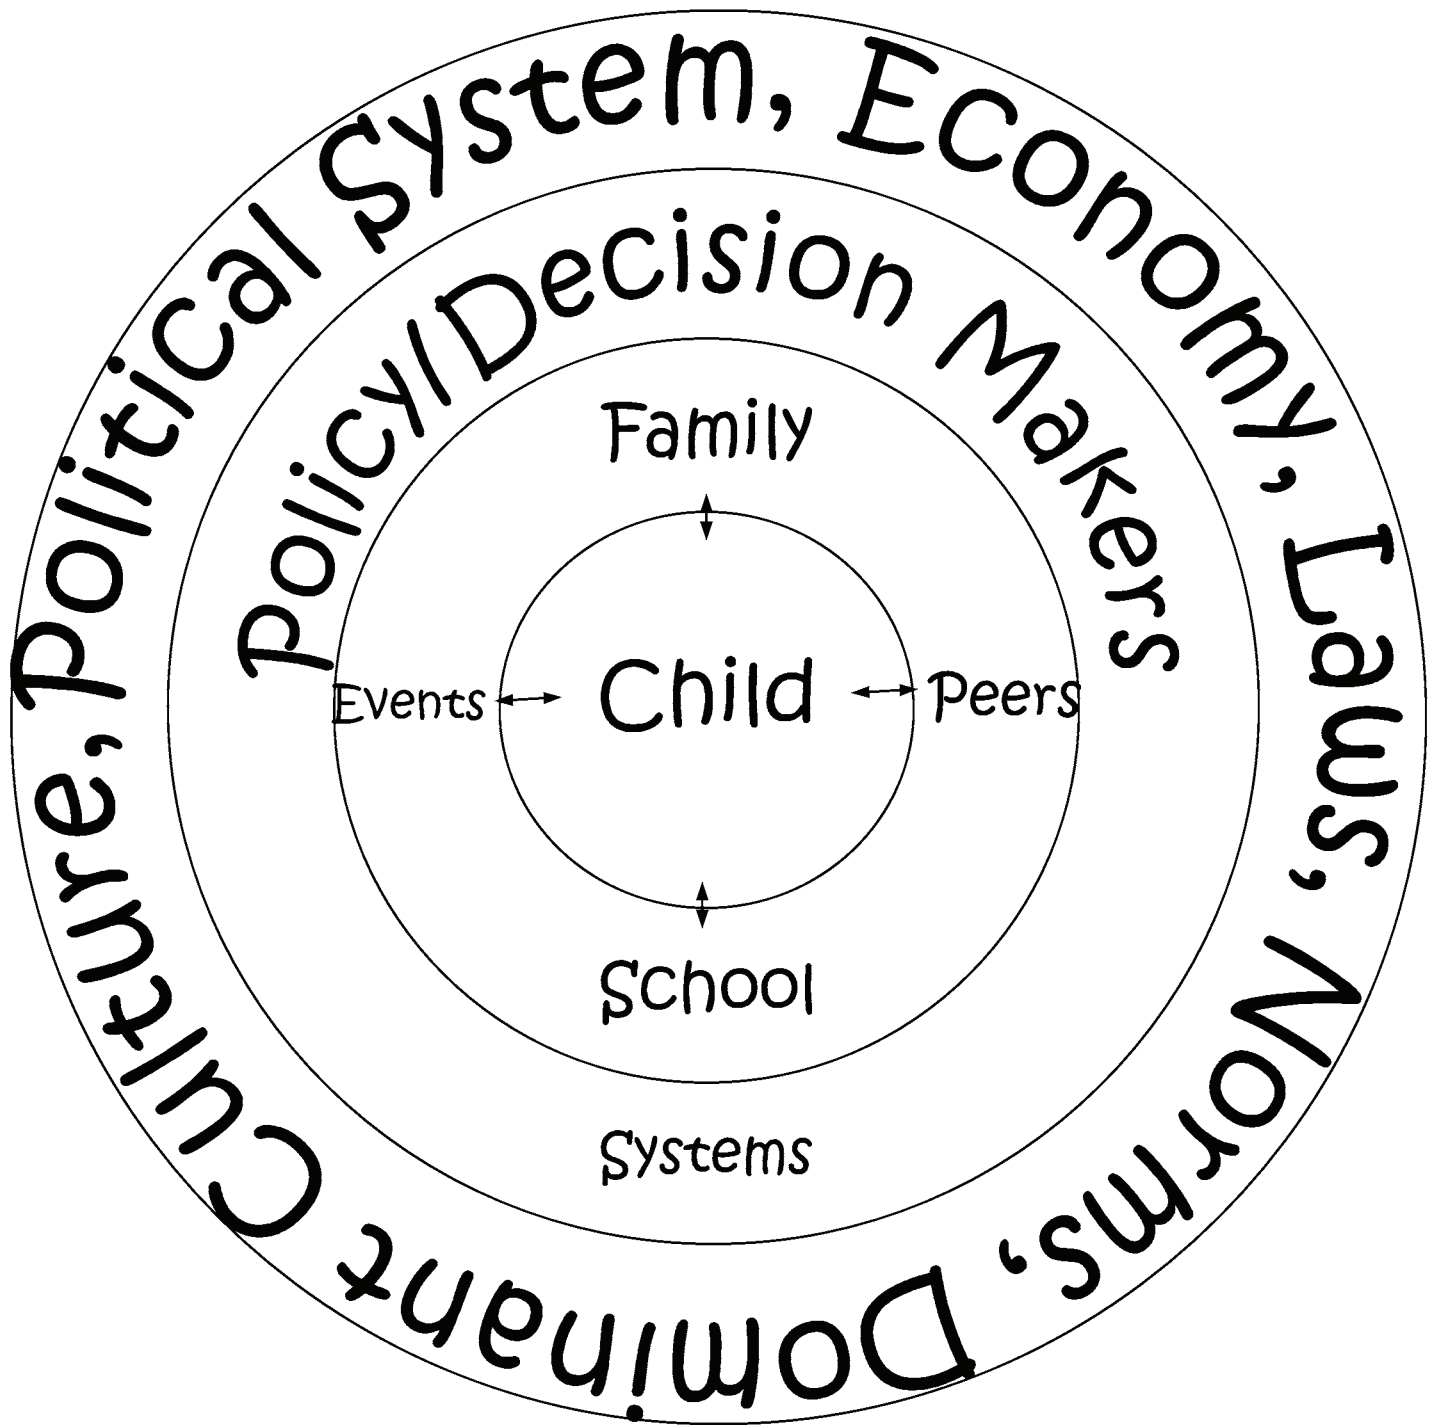 Political System, Economy, Laws, Norms, Dominant Culture,
Policy/Decision Makers
Family
Events
Child
Peers
School
Systems